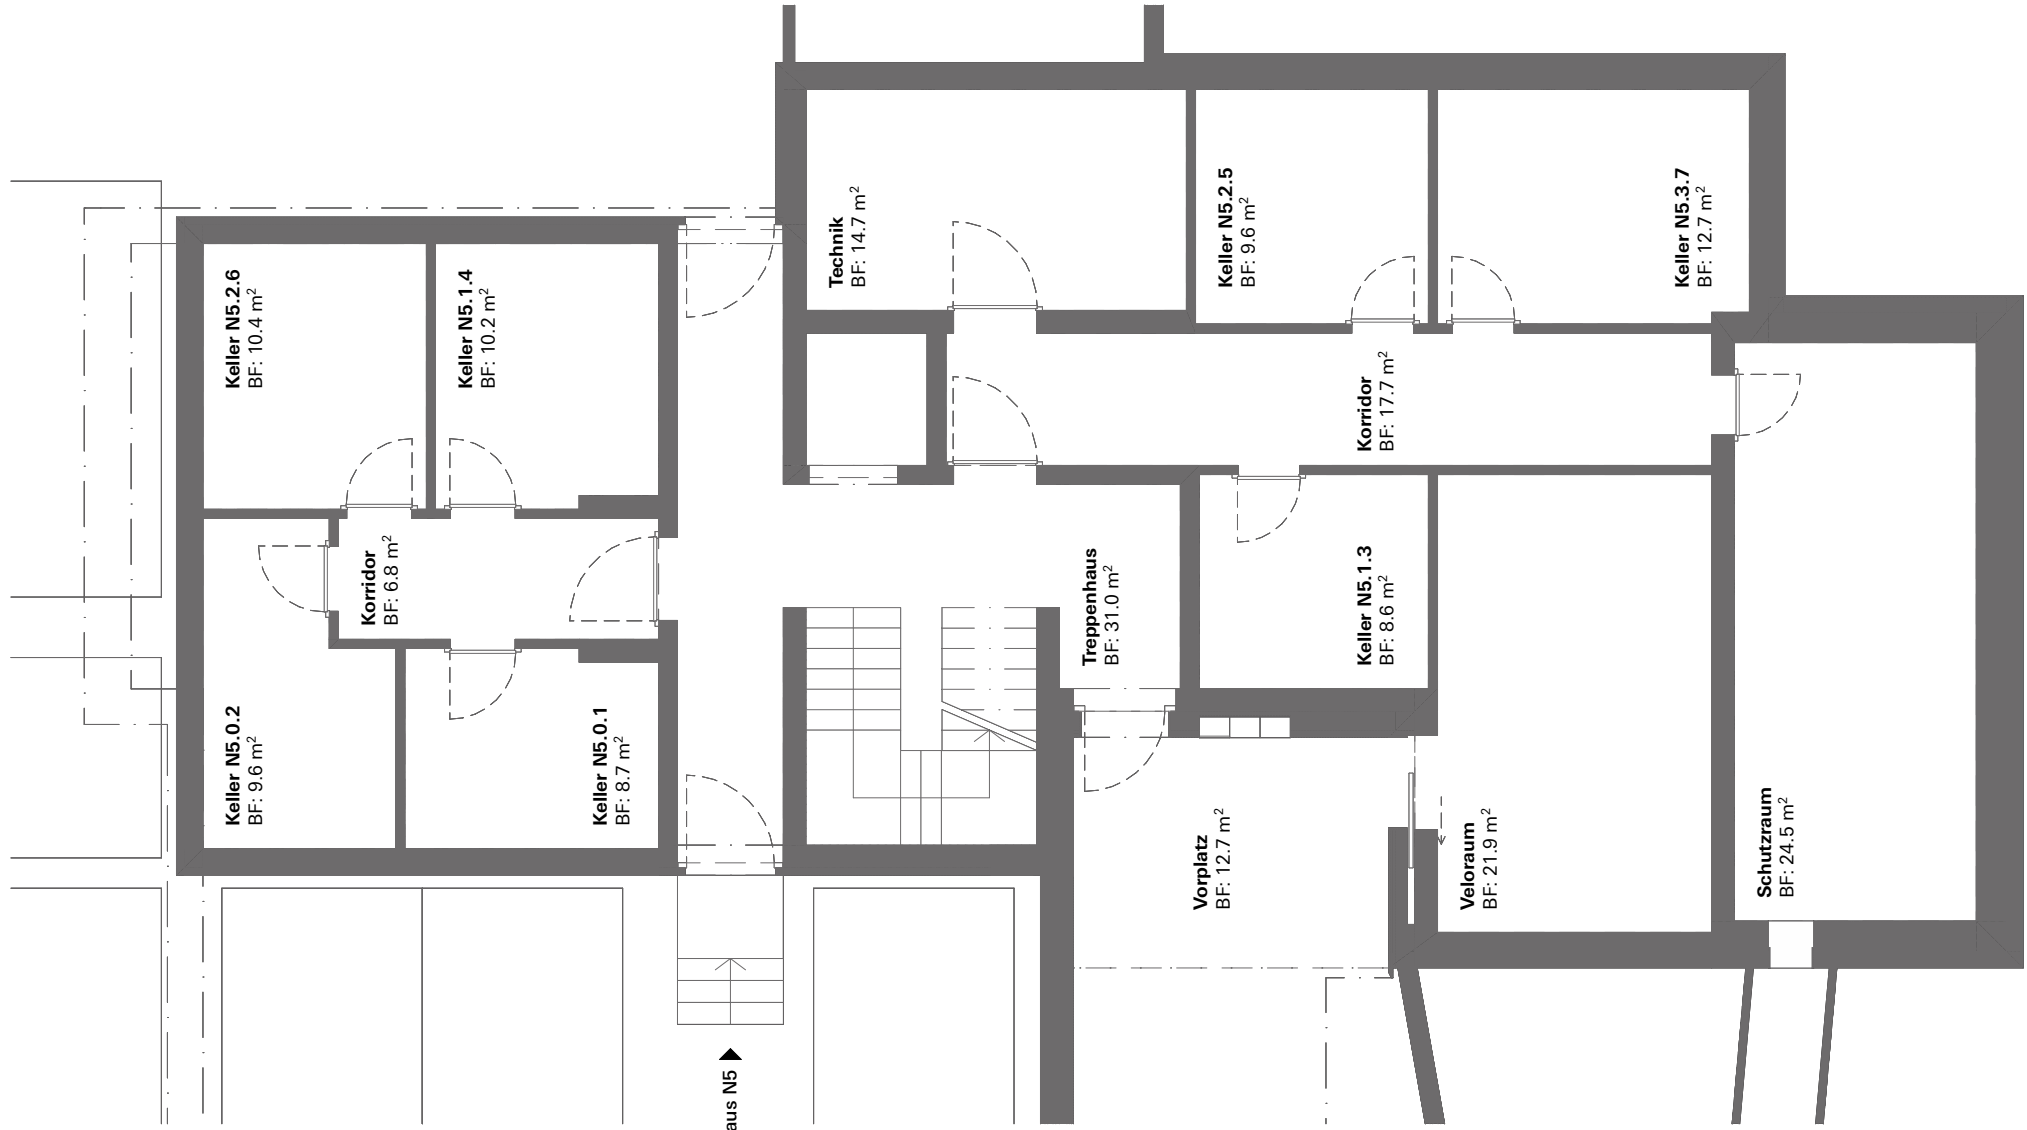 Technik
BF: 14.7 m²
Keller N5.2.5
BF: 9.6 m²
Keller N5.3.7
BF: 12.7 m²
Keller N5.2.6
BF: 10.4 m²
Keller N5.1.4
BF: 10.2 m²
Korridor
BF: 17.7 m²
Korridor
BF: 6.8 m²
Treppenhaus
BF: 31.0 m²
Keller N5.1.3
BF: 8.6 m²
Keller N5.0.2
BF: 9.6 m²
Keller N5.0.1
BF: 8.7 m²
Vorplatz
BF: 12.7 m²
Veloraum
BF: 21.9 m²
Schutzraum
BF: 24.5 m²
aus N5